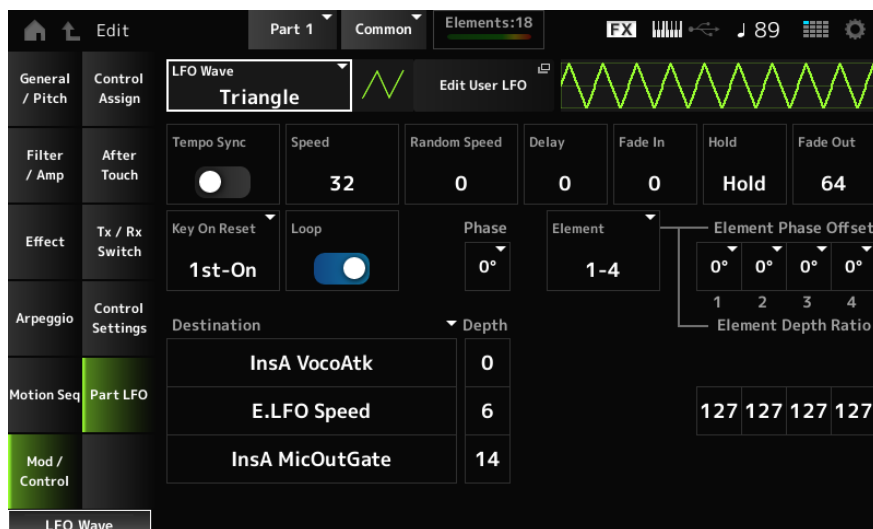 Edit
Part 1
Common
Elements:18
FX
♩ 89
General / Pitch
Control Assign
LFO Wave
Triangle
Edit User LFO
Filter / Amp
After Touch
Tempo Sync
Speed
32
Random Speed
0
Delay
0
Fade In
0
Hold
Hold
Fade Out
64
Effect
Tx / Rx Switch
Key On Reset
1st-On
Loop
Phase
0°
Element
1-4
Element Phase Offset
0° 0° 0° 0°
1 2 3 4
Element Depth Ratio
Arpeggio
Control Settings
Destination
Depth
InsA VocoAtk
0
Motion Seq
Part LFO
E.LFO Speed
6
127 127 127 127
InsA MicOutGate
14
Mod / Control
LFO Wave